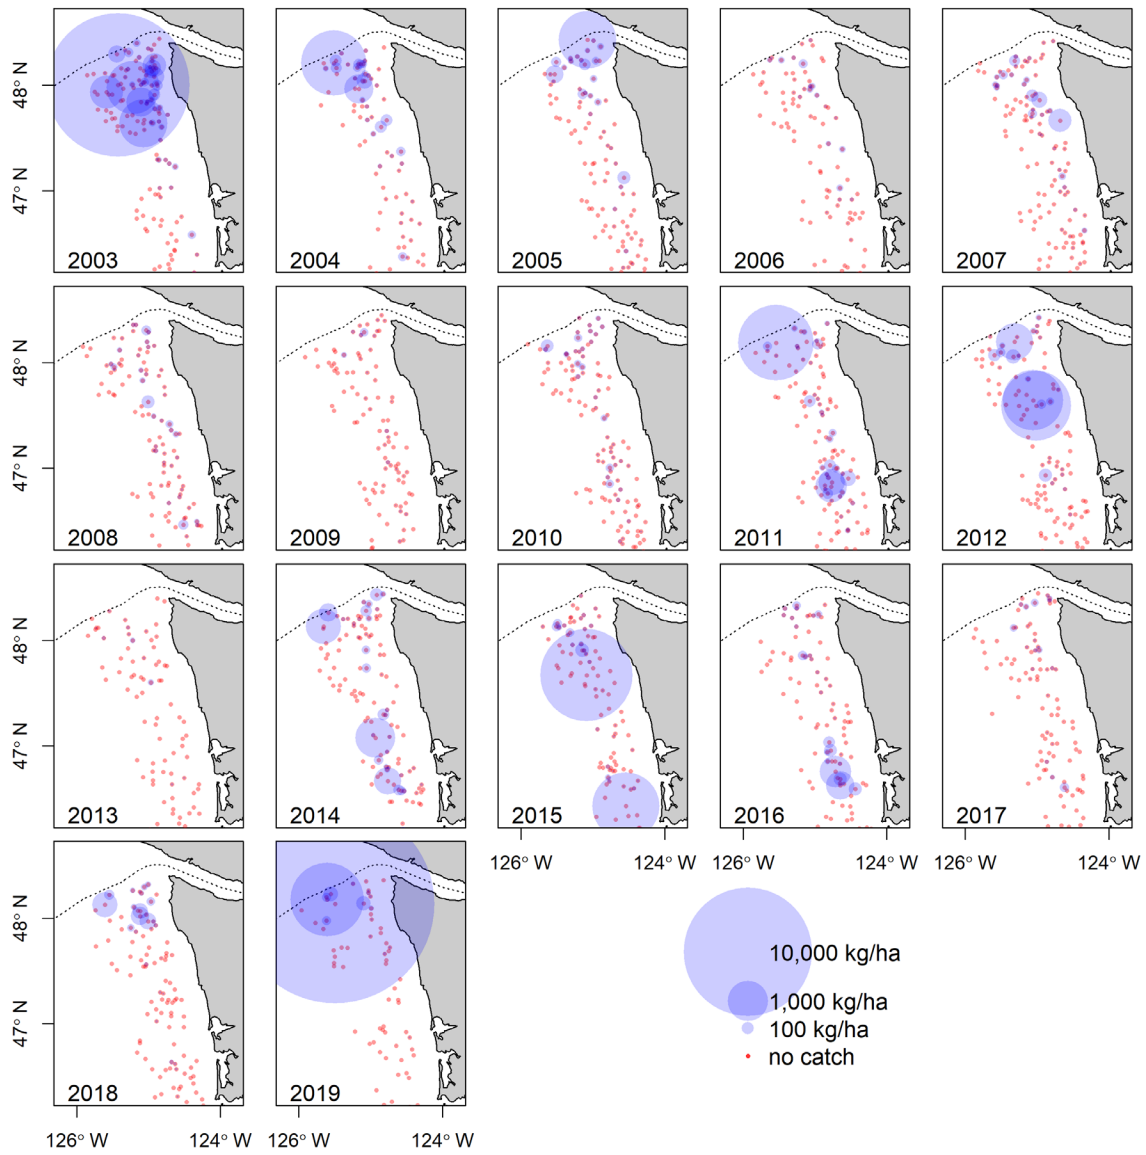 48° N
47° N
2003
2004
2005
2006
2007
48° N
47° N
2008
2009
2010
2011
2012
48° N
47° N
2013
2014
2015
2016
2017
126° W
124° W
126° W
124° W
126° W
124° W
48° N
47° N
2018
2019
10,000 kg/ha
1,000 kg/ha
100 kg/ha
no catch
126° W
124° W
126° W
124° W